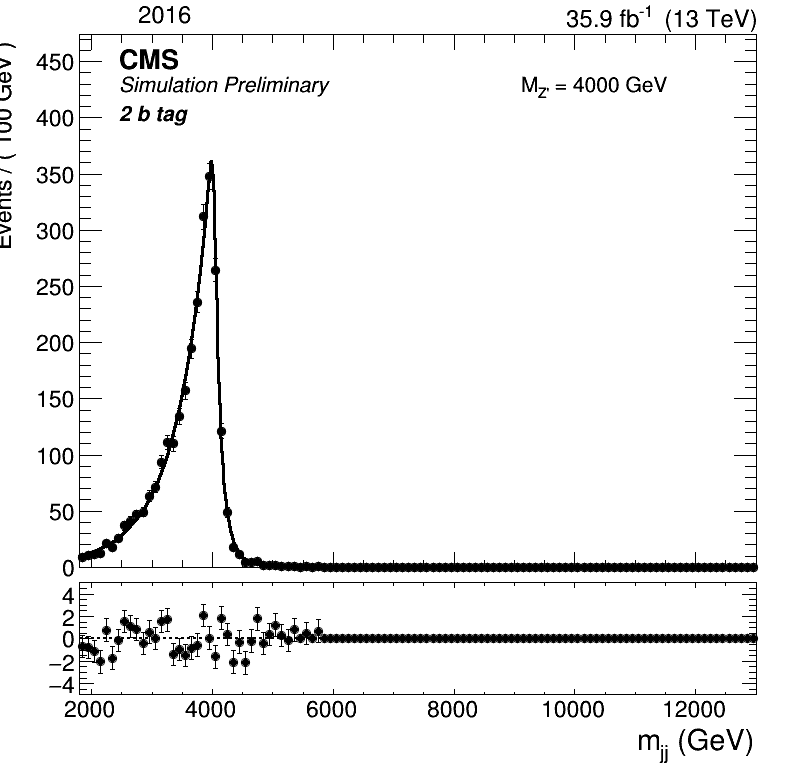 2016
35.9 fb⁻¹ (13 TeV)
CMS
Simulation Preliminary
M_Z' = 4000 GeV
2 b tag
Events / ( 100 GeV )
450
400
350
300
250
200
150
100
50
0
4
2
0
−2
−4
2000 4000 6000 8000 10000 12000
m_jj (GeV)